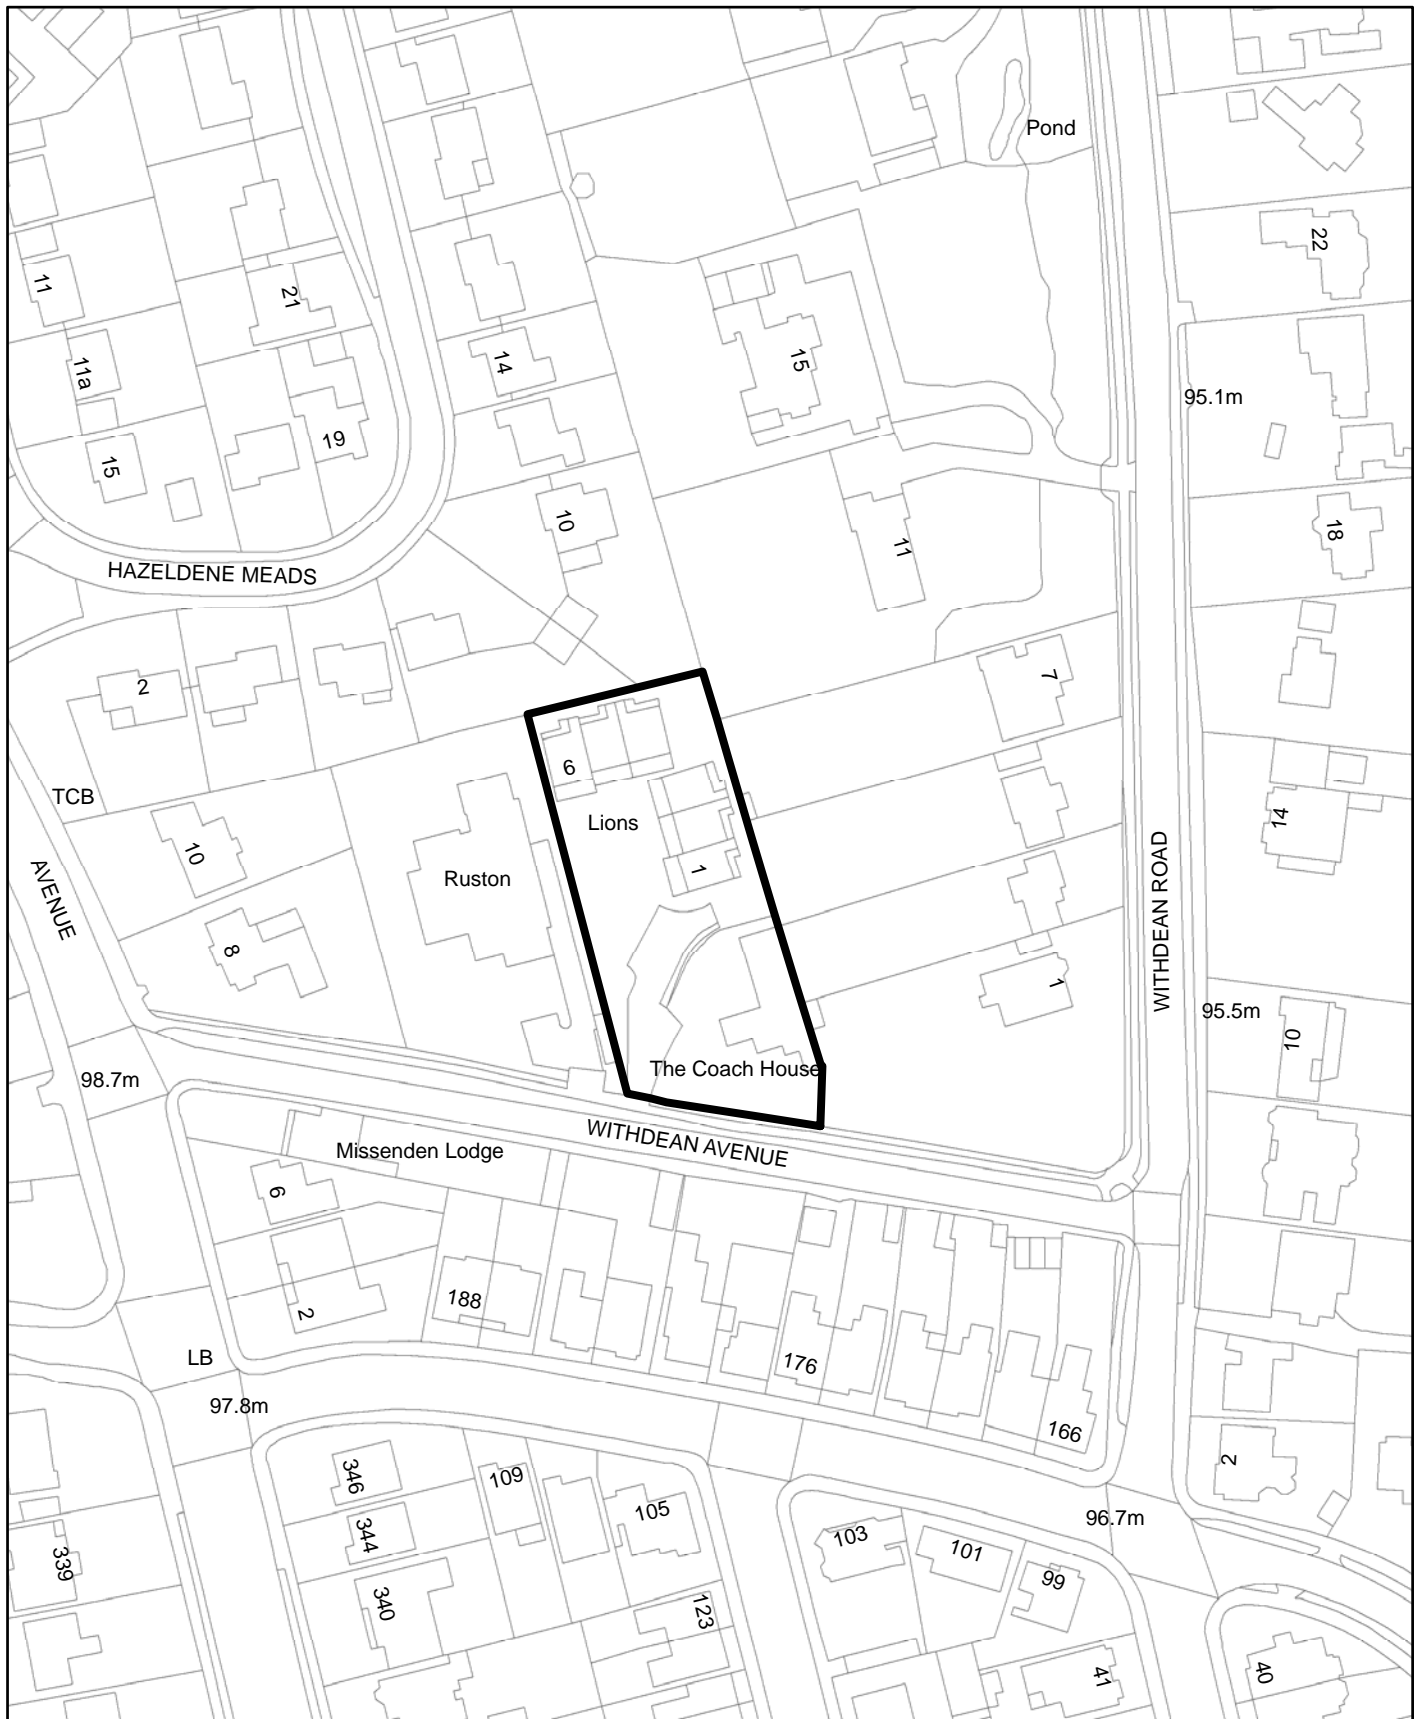 Pond
22
11
21
15
14
11a
95.1m
19
15
18
10
11
HAZELDENE MEADS
7
2
6
TCB
Lions
14
10
1
Ruston
AVENUE
WITHDEAN ROAD
8
1
95.5m
10
The Coach House
98.7m
WITHDEAN AVENUE
Missenden Lodge
6
188
2
LB
176
97.8m
166
2
346
109
105
96.7m
344
103
101
339
99
340
123
41
40